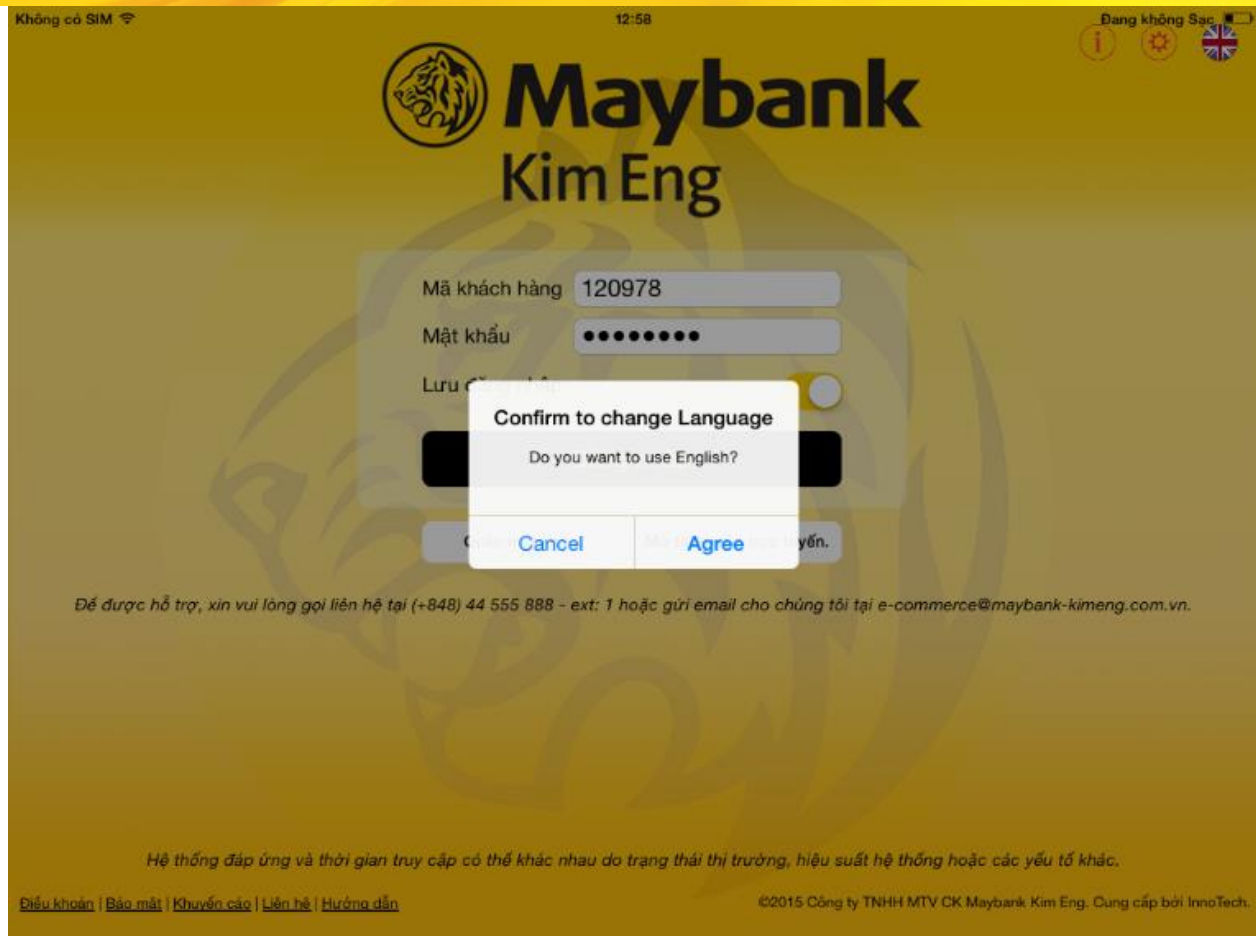 Không có SIM 12:58 Đang không Sạc
i
Maybank
Kim Eng
Mã khách hàng 120978
Mật khẩu ••••••••
Lưu
Confirm to change Language
Do you want to use English?
Cancel Agree
yến.
Để được hỗ trợ, xin vui lòng gọi liên hệ tại (+848) 44 555 888 - ext: 1 hoặc gửi email cho chúng tôi tại e-commerce@maybank-kimeng.com.vn.
Hệ thống đáp ứng và thời gian truy cập có thể khác nhau do trạng thái thị trường, hiệu suất hệ thống hoặc các yếu tố khác.
Điều khoản | Bảo mật | Khuyến cáo | Liên hệ | Hướng dẫn ©2015 Công ty TNHH MTV CK Maybank Kim Eng. Cung cấp bởi InnoTech.